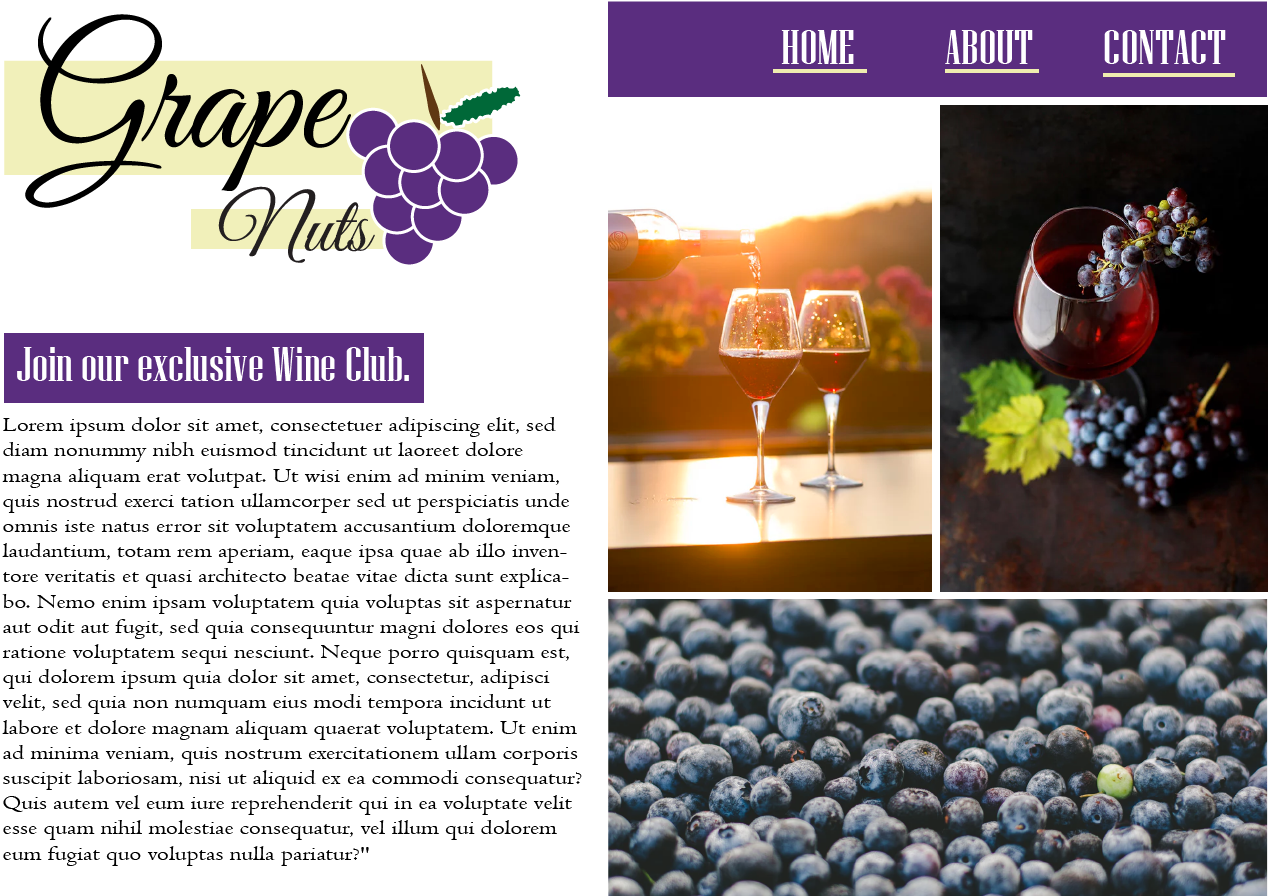 Grape
Nuts
HOME ABOUT CONTACT
Join our exclusive Wine Club.
Lorem ipsum dolor sit amet, consectetuer adipiscing elit, sed
diam nonummy nibh euismod tincidunt ut laoreet dolore
magna aliquam erat volutpat. Ut wisi enim ad minim veniam,
quis nostrud exerci tation ullamcorper sed ut perspiciatis unde
omnis iste natus error sit voluptatem accusantium doloremque
laudantium, totam rem aperiam, eaque ipsa quae ab illo inven-
tore veritatis et quasi architecto beatae vitae dicta sunt explica-
bo. Nemo enim ipsam voluptatem quia voluptas sit aspernatur
aut odit aut fugit, sed quia consequuntur magni dolores eos qui
ratione voluptatem sequi nesciunt. Neque porro quisquam est,
qui dolorem ipsum quia dolor sit amet, consectetur, adipisci
velit, sed quia non numquam eius modi tempora incidunt ut
labore et dolore magnam aliquam quaerat voluptatem. Ut enim
ad minima veniam, quis nostrum exercitationem ullam corporis
suscipit laboriosam, nisi ut aliquid ex ea commodi consequatur?
Quis autem vel eum iure reprehenderit qui in ea voluptate velit
esse quam nihil molestiae consequatur, vel illum qui dolorem
eum fugiat quo voluptas nulla pariatur?"